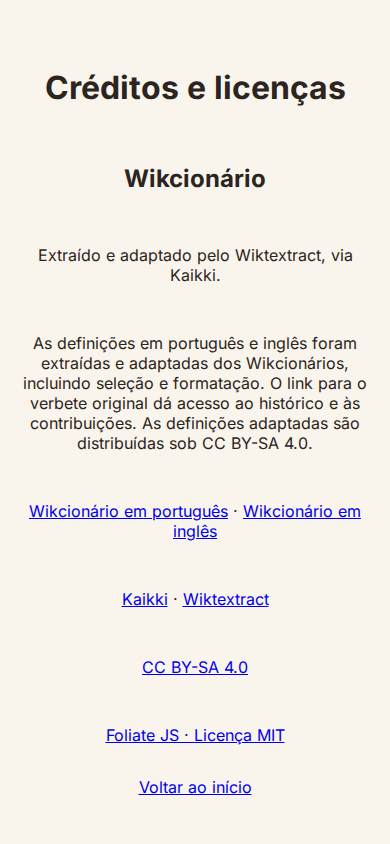 Créditos e licenças
Wikcionário
Extraído e adaptado pelo Wiktextract, via
Kaikki.
As definições em português e inglês foram
extraídas e adaptadas dos Wikcionários,
incluindo seleção e formatação. O link para o
verbete original dá acesso ao histórico e às
contribuições. As definições adaptadas são
distribuídas sob CC BY-SA 4.0.
Wikcionário em português · Wikcionário em
inglês
Kaikki · Wiktextract
CC BY-SA 4.0
Foliate JS · Licença MIT
Voltar ao início